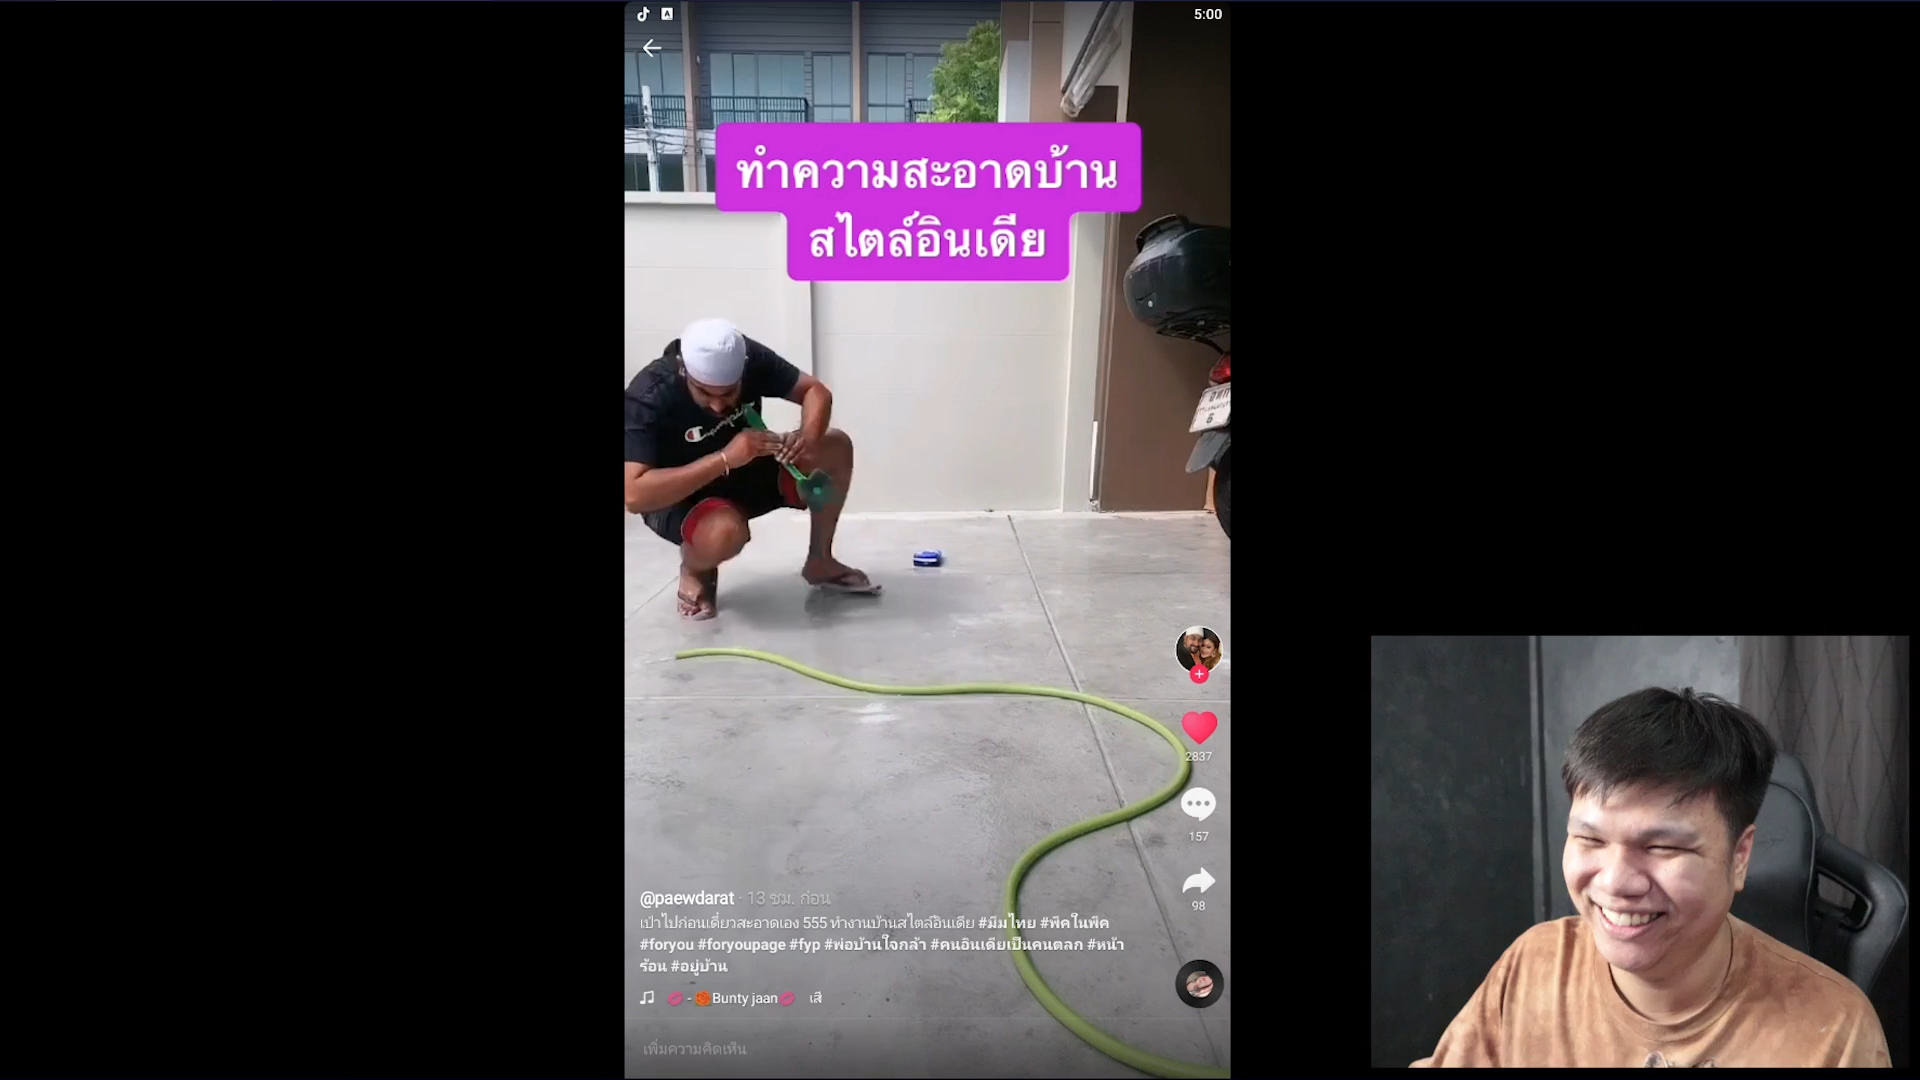 5:00
ทำความสะอาดบ้าน
สไตล์อินเดีย
Champion
6
2837
157
98
@paewdarat · 13 ชม. ก่อน
เป่าไปก่อนเดี๋ยวสะอาดเอง 555 ทำงานบ้านสไตล์อินเดีย #มีมไทย #พีคในพีค
#foryou #foryoupage #fyp #พ่อบ้านใจกล้า #คนอินเดียเป็นคนตลก #หน้า
ร้อน #อยู่บ้าน
- Bunty jaan เสี
เพิ่มความคิดเห็น